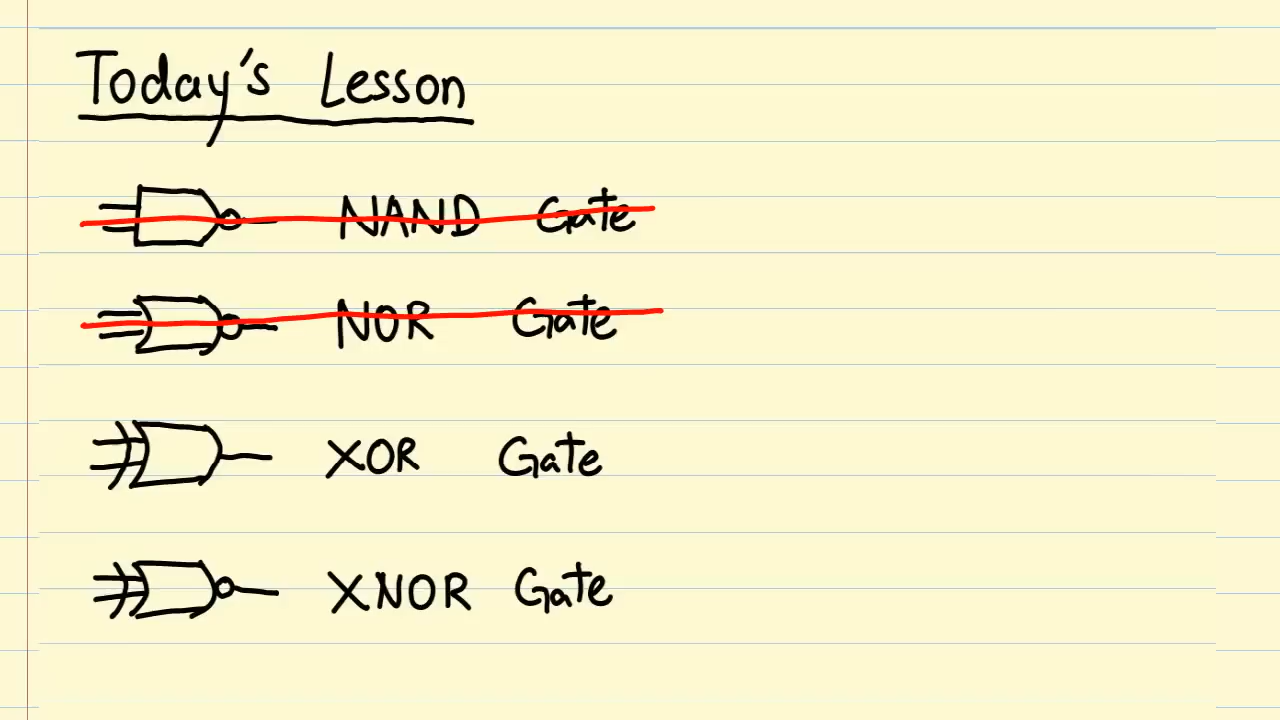 Today's Lesson
NAND Gate
NOR Gate
XOR Gate
XNOR Gate